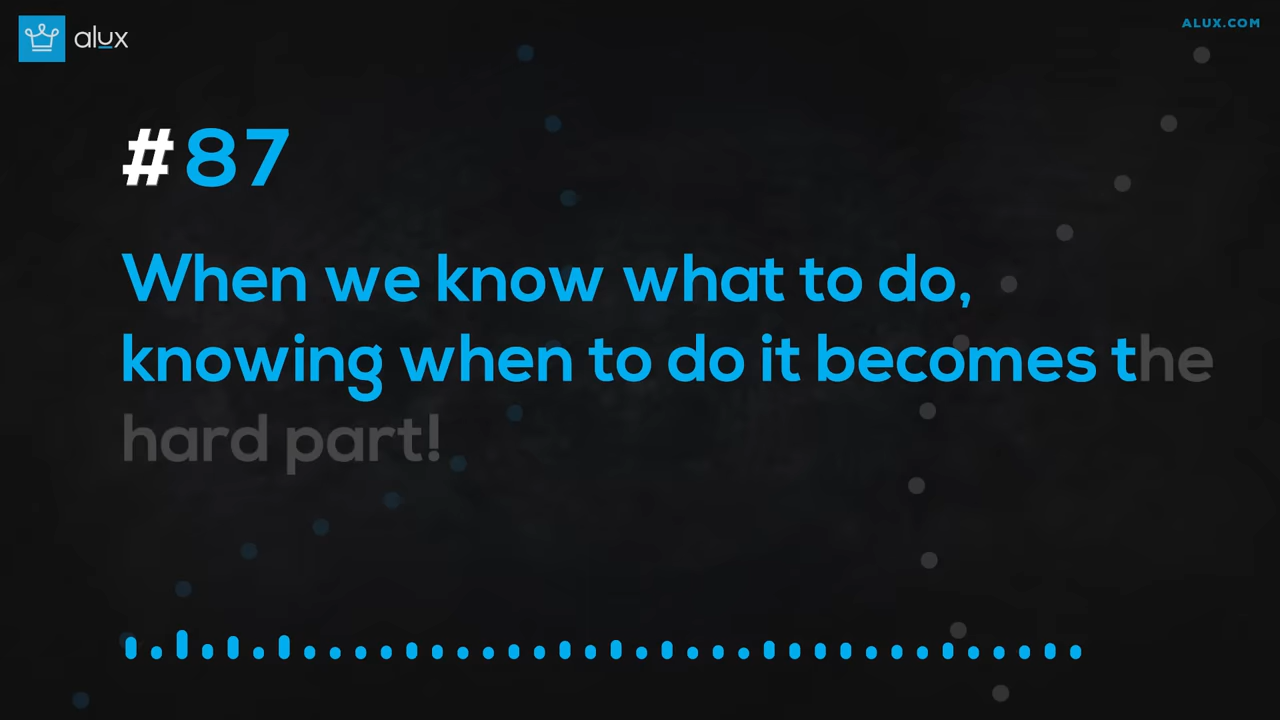 alux
ALUX.COM
#87
When we know what to do,
knowing when to do it becomes the
hard part!